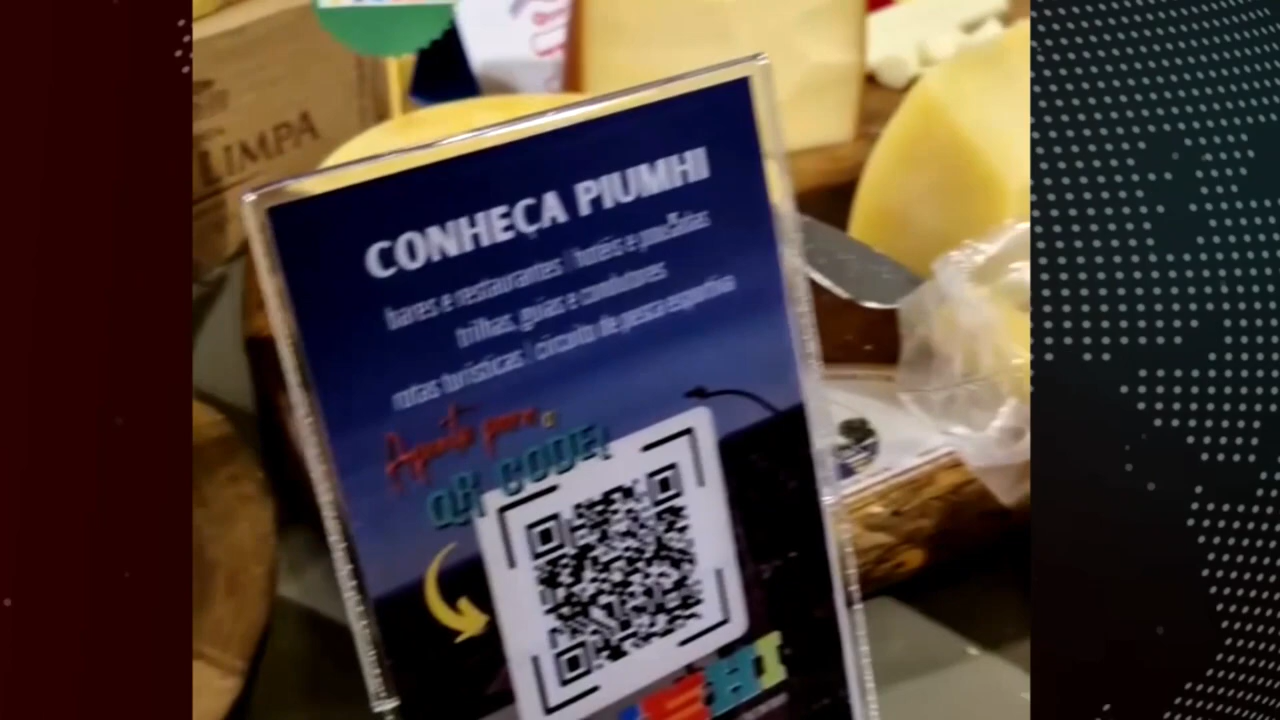 LIMPA
CONHEÇA PIUMHI
bares e restaurantes | hotéis e pousadas
trilhas, guias e condutores
rotas turísticas | circuito de pesca esportiva
Aponte para o
QR CODE!